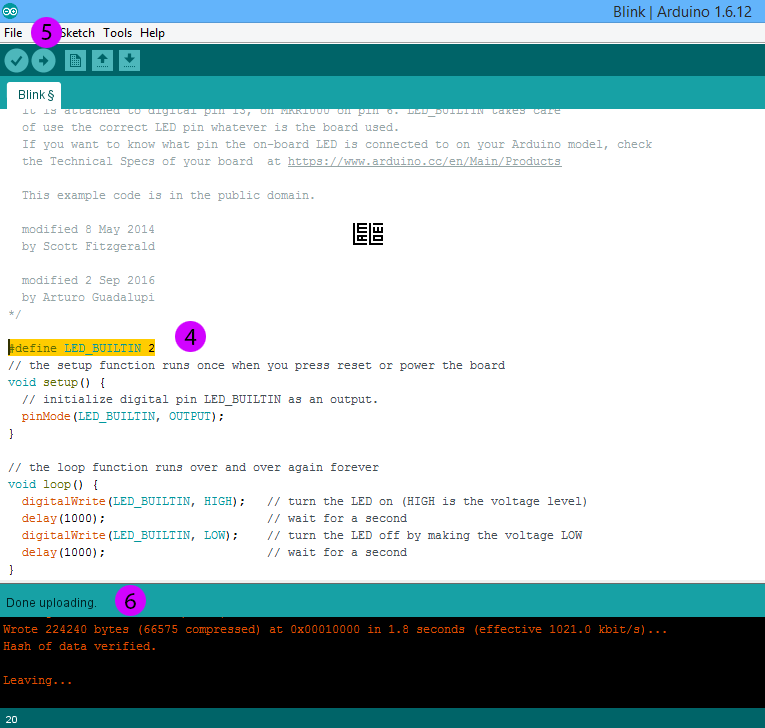 Blink | Arduino 1.6.12
File 5 Sketch Tools Help
Blink §
it is attached to digital pin 13, on MKR1000 on pin 6. LED_BUILTIN takes care
of use the correct LED pin whatever is the board used.
If you want to know what pin the on-board LED is connected to on your Arduino model, check
the Technical Specs of your board  at https://www.arduino.cc/en/Main/Products
This example code is in the public domain.
modified 8 May 2014
by Scott Fitzgerald
modified 2 Sep 2016
by Arturo Guadalupi
*/
#define LED_BUILTIN 2 4
// the setup function runs once when you press reset or power the board
void setup() {
// initialize digital pin LED_BUILTIN as an output.
pinMode(LED_BUILTIN, OUTPUT);
}
// the loop function runs over and over again forever
void loop() {
digitalWrite(LED_BUILTIN, HIGH);   // turn the LED on (HIGH is the voltage level)
delay(1000);                       // wait for a second
digitalWrite(LED_BUILTIN, LOW);    // turn the LED off by making the voltage LOW
delay(1000);                       // wait for a second
}
Done uploading. 6
Wrote 224240 bytes (66575 compressed) at 0x00010000 in 1.8 seconds (effective 1021.0 kbit/s)...
Hash of data verified.
Leaving...
20